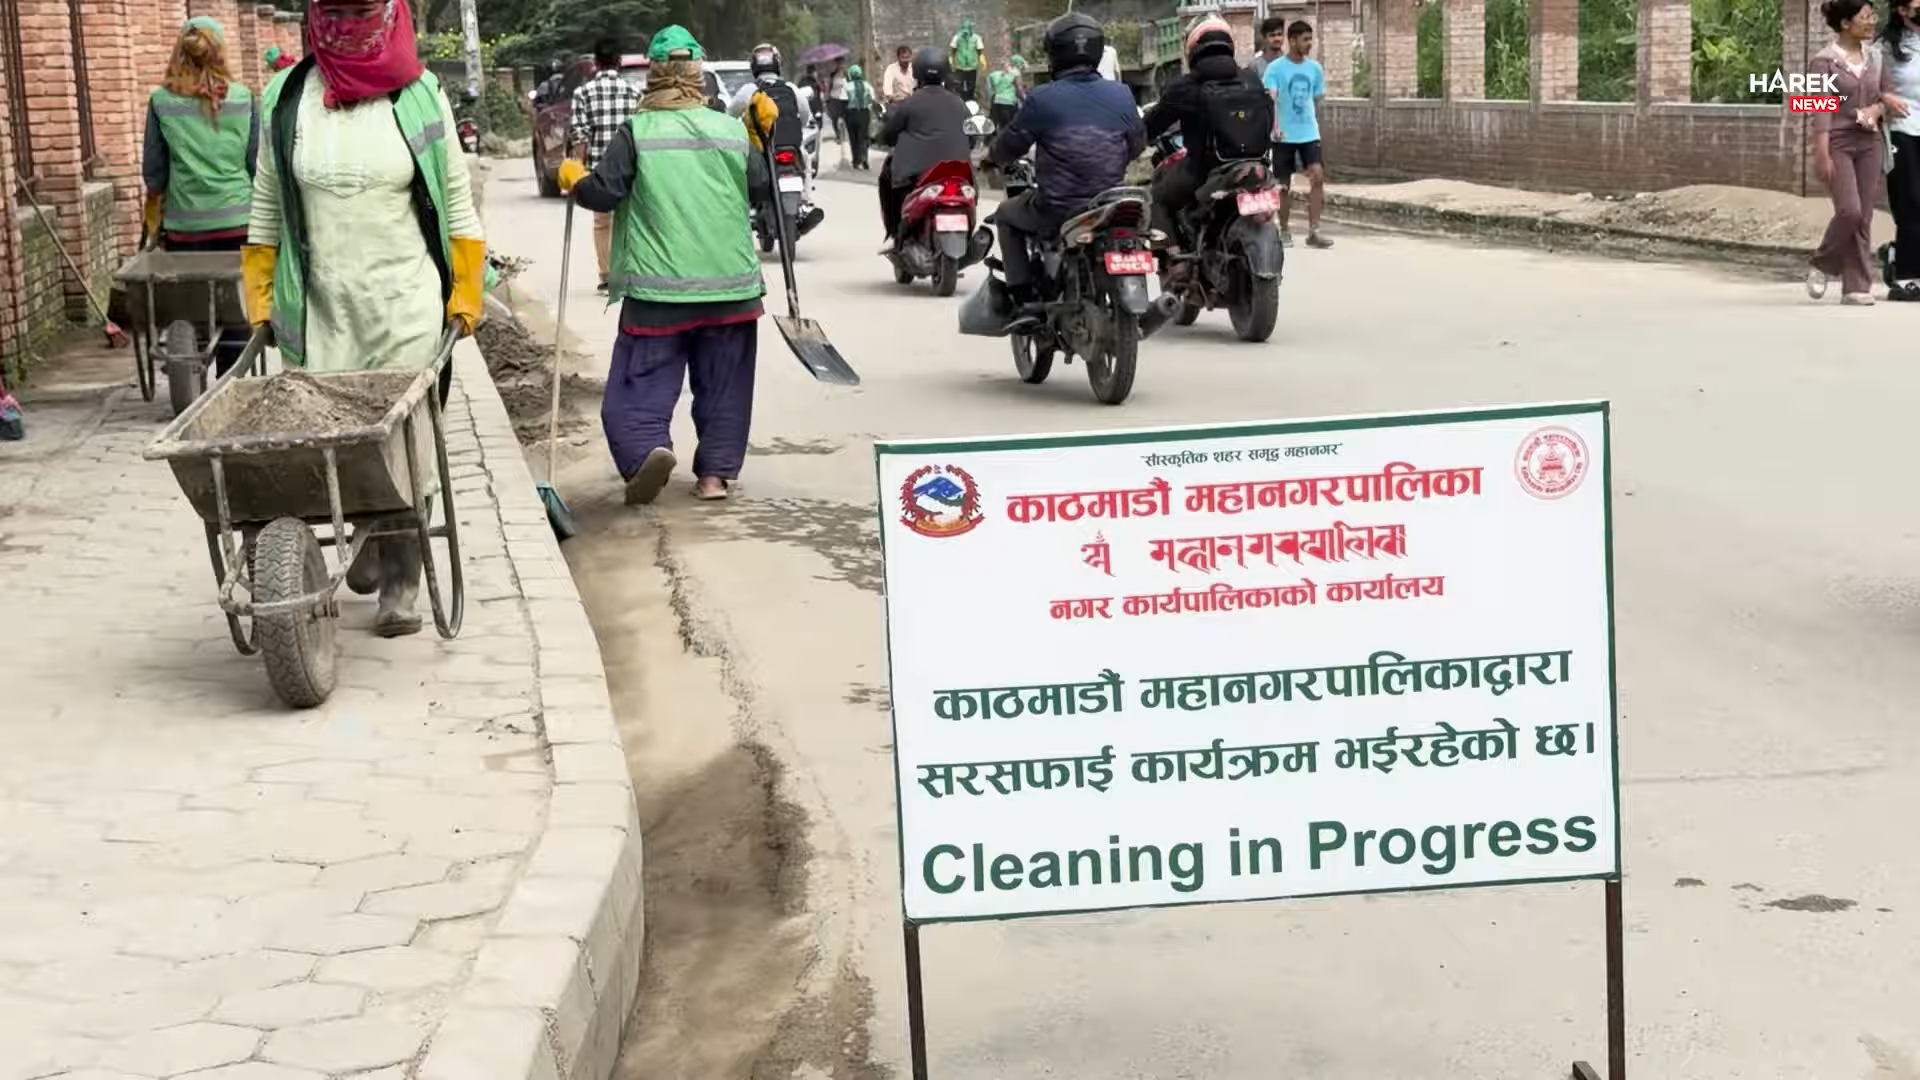 HAREK
NEWS TV
"साँस्कृतिक शहर समृद्ध महानगर"
काठमाडौं महानगरपालिका
नगर कार्यपालिकाको कार्यालय
काठमाडौं महानगरपालिकाद्वारा
सरसफाई कार्यक्रम भईरहेको छ।
Cleaning in Progress